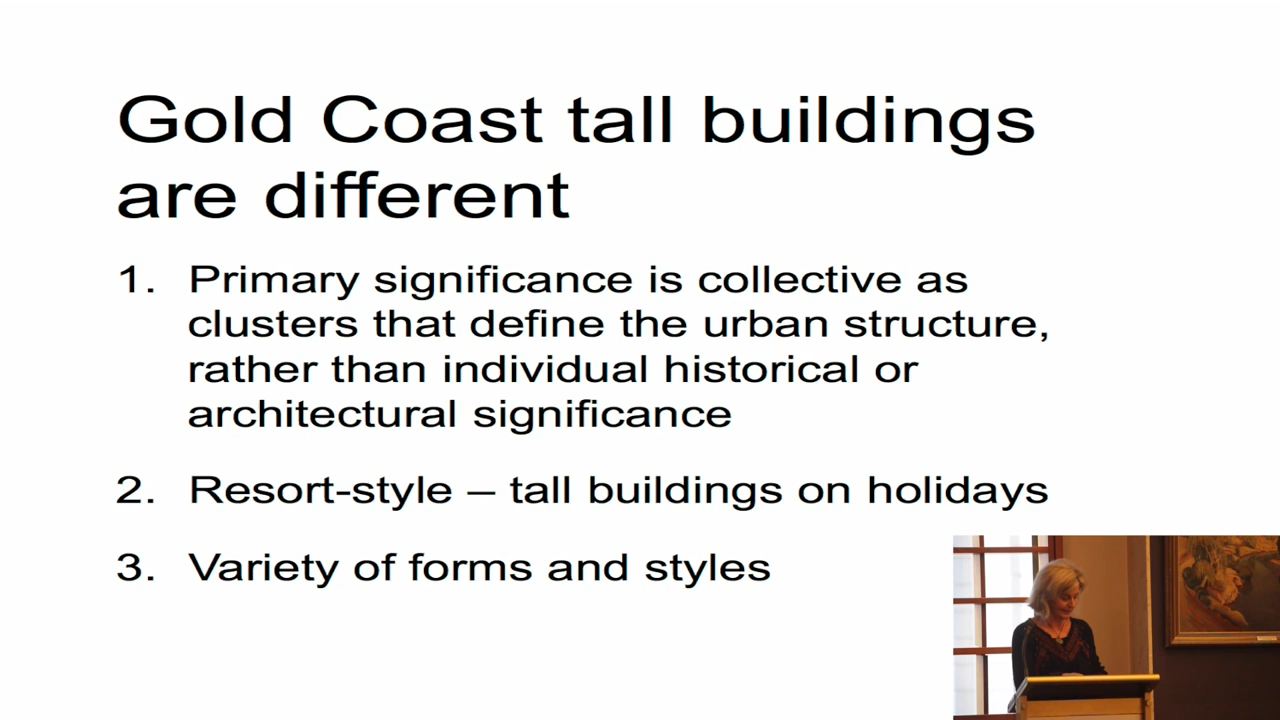 Gold Coast tall buildings
are different
1. Primary significance is collective as
clusters that define the urban structure,
rather than individual historical or
architectural significance
2. Resort-style – tall buildings on holidays
3. Variety of forms and styles